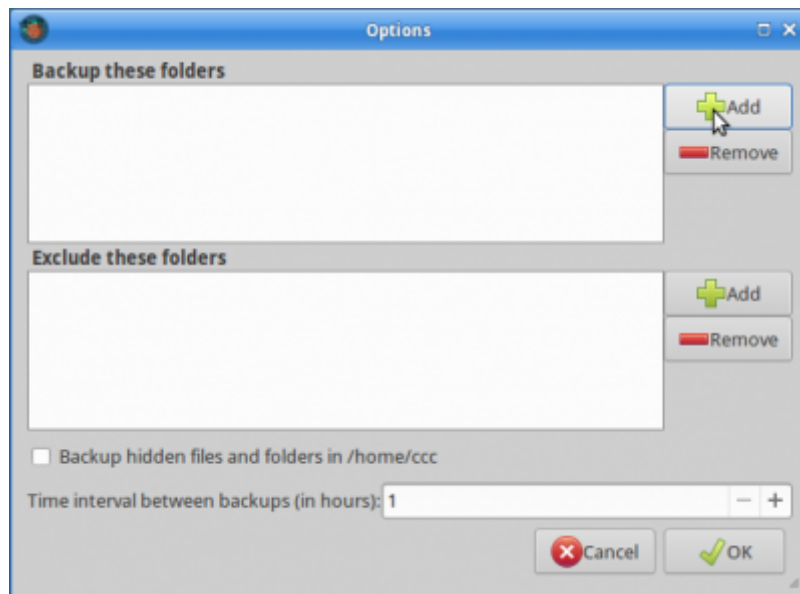 Options
Backup these folders
Add
Remove
Exclude these folders
Add
Remove
Backup hidden files and folders in /home/ccc
Time interval between backups (in hours): 1
Cancel OK